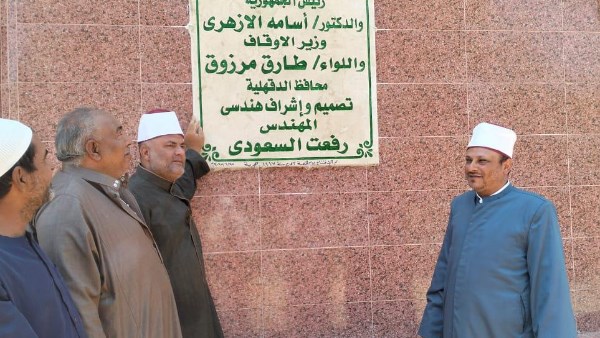 رئيس الجمهورية
والدكتور/ أسامه الازهرى
وزير الاوقاف
واللواء/ طارق مرزوق
محافظ الدقهلية
تصميم وإشراف هندسى
المهندس
رفعت السعودى